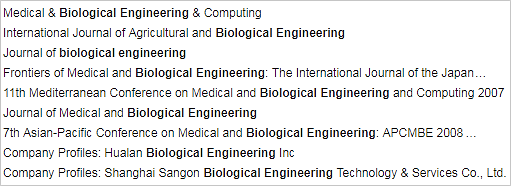 Medical & Biological Engineering & Computing
International Journal of Agricultural and Biological Engineering
Journal of biological engineering
Frontiers of Medical and Biological Engineering: The International Journal of the Japan...
11th Mediterranean Conference on Medical and Biological Engineering and Computing 2007
Journal of Medical and Biological Engineering
7th Asian-Pacific Conference on Medical and Biological Engineering: APCMBE 2008 ...
Company Profiles: Hualan Biological Engineering Inc
Company Profiles: Shanghai Sangon Biological Engineering Technology & Services Co., Ltd.